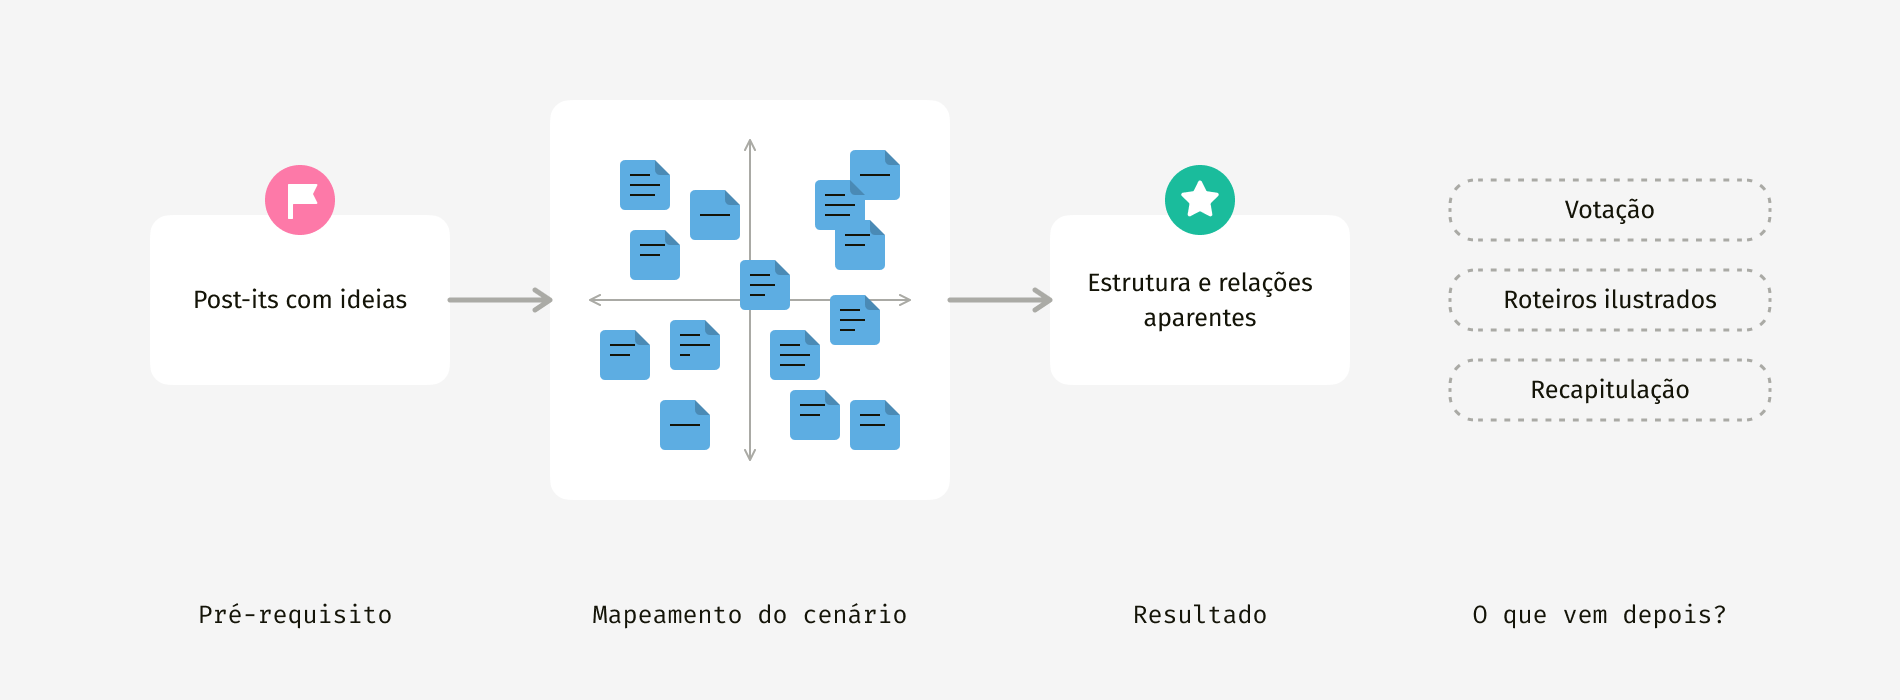 Post-its com ideias
Estrutura e relações
aparentes
Votação
Roteiros ilustrados
Recapitulação
Pré-requisito
Mapeamento do cenário
Resultado
O que vem depois?